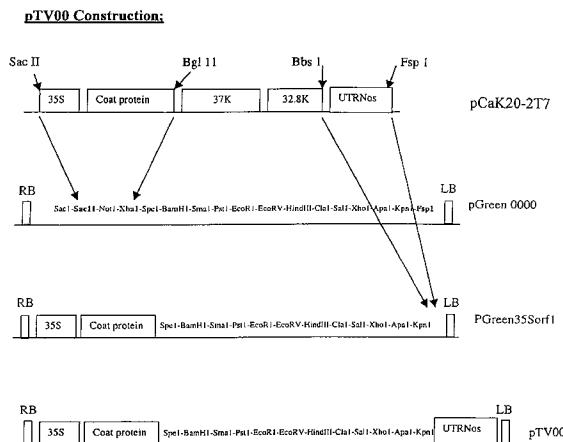 pTV00 Construction:
Sac II
Bgl 11
Bbs 1
Fsp 1
35S
Coat protein
37K
32.8K
UTRNos
pCaK20-2T7
RB
LB
Sac1-Sac11-Not1-Xba1-Spe1-BamH1-Sma1-Pst1-EcoR1-EcoRV-HindIII-Cla1-Sal1-Xho1-Apa1-Kpn1-Fsp1
pGreen 0000
RB
LB
35S
Coat protein
Spe1-BamH1-Sma1-Pst1-EcoR1-EcoRV-HindIII-Cla1-Sal1-Xho1-Apa1-Kpn1
PGreen35Sorf1
RB
LB
35S
Coat protein
Spe1-BamH1-Sma1-Pst1-EcoR1-EcoRV-HindIII-Cla1-Sal1-Xho1-Apa1-Kpn1
UTRNos
pTV00